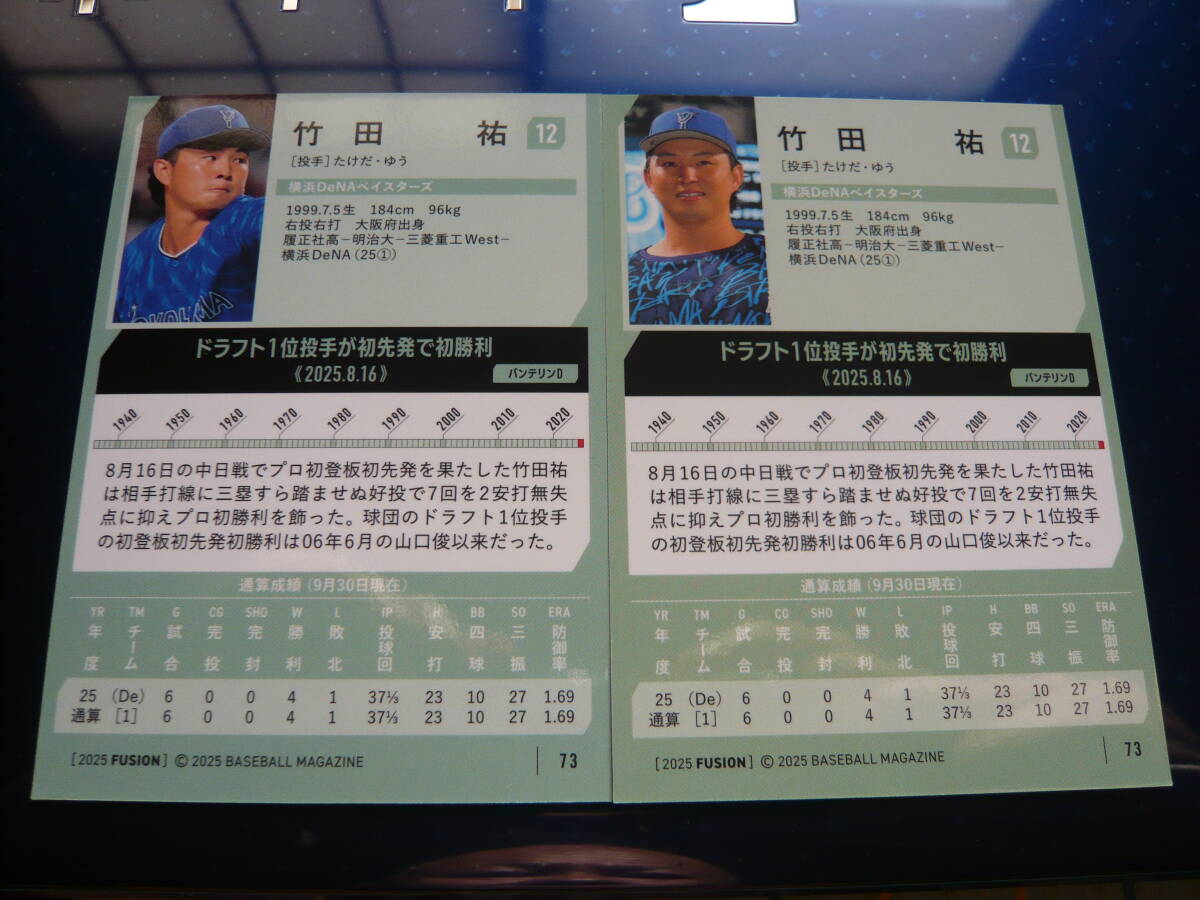 竹田 祐 12
[投手]たけだ・ゆう
横浜DeNAベイスターズ
1999.7.5生 184cm 96kg
右投右打 大阪府出身
履正社高－明治大－三菱重工West－
横浜DeNA(25①)
ドラフト1位投手が初先発で初勝利
《2025.8.16》 バンテリンD
1940 1950 1960 1970 1980 1990 2000 2010 2020
8月16日の中日戦でプロ初登板初先発を果たした竹田祐
は相手打線に三塁すら踏ませぬ好投で7回を2安打無失
点に抑えプロ初勝利を飾った。球団のドラフト1位投手
の初登板初先発初勝利は06年6月の山口俊以来だった。
通算成績(9月30日現在)
YR TM G CG SHO W L IP H BB SO ERA
年度 チーム 試合 完投 完封 勝利 敗北 投球回 安打 四球 三振 防御率
25 (De) 6 0 0 4 1 37⅓ 23 10 27 1.69
通算 [1] 6 0 0 4 1 37⅓ 23 10 27 1.69
[2025 FUSION] © 2025 BASEBALL MAGAZINE 73
竹田 祐 12
[投手]たけだ・ゆう
横浜DeNAベイスターズ
1999.7.5生 184cm 96kg
右投右打 大阪府出身
履正社高－明治大－三菱重工West－
横浜DeNA(25①)
ドラフト1位投手が初先発で初勝利
《2025.8.16》 バンテリンD
1940 1950 1960 1970 1980 1990 2000 2010 2020
8月16日の中日戦でプロ初登板初先発を果たした竹田祐
は相手打線に三塁すら踏ませぬ好投で7回を2安打無失
点に抑えプロ初勝利を飾った。球団のドラフト1位投手
の初登板初先発初勝利は06年6月の山口俊以来だった。
通算成績(9月30日現在)
YR TM G CG SHO W L IP H BB SO ERA
年度 チーム 試合 完投 完封 勝利 敗北 投球回 安打 四球 三振 防御率
25 (De) 6 0 0 4 1 37⅓ 23 10 27 1.69
通算 [1] 6 0 0 4 1 37⅓ 23 10 27 1.69
[2025 FUSION] © 2025 BASEBALL MAGAZINE 73